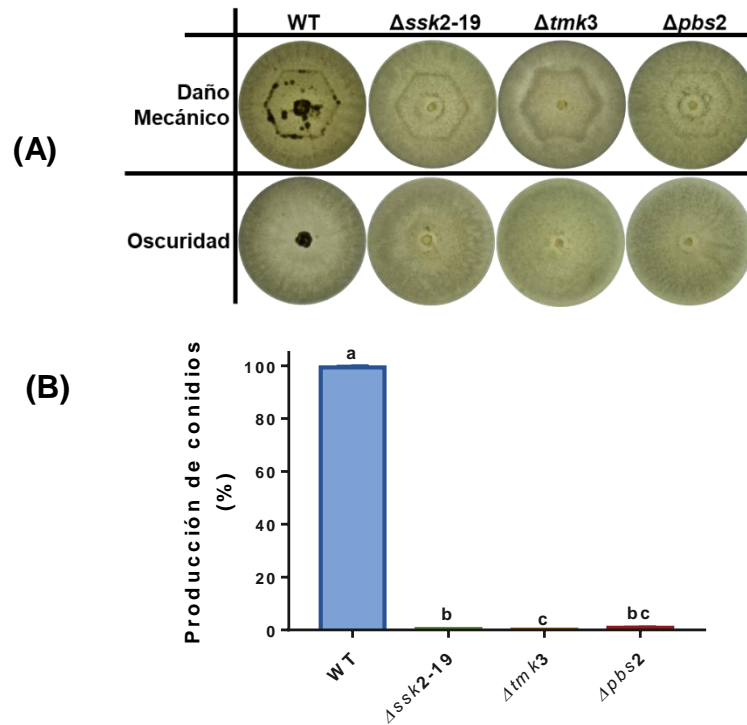 WT Δssk2-19 Δtmk3 Δpbs2
Daño
Mecánico
(A)
Oscuridad
(B)
Producción de conidios
(%)
100
80
60
40
20
0
a
b
c
bc
WT
Δssk2-19
Δtmk3
Δpbs2